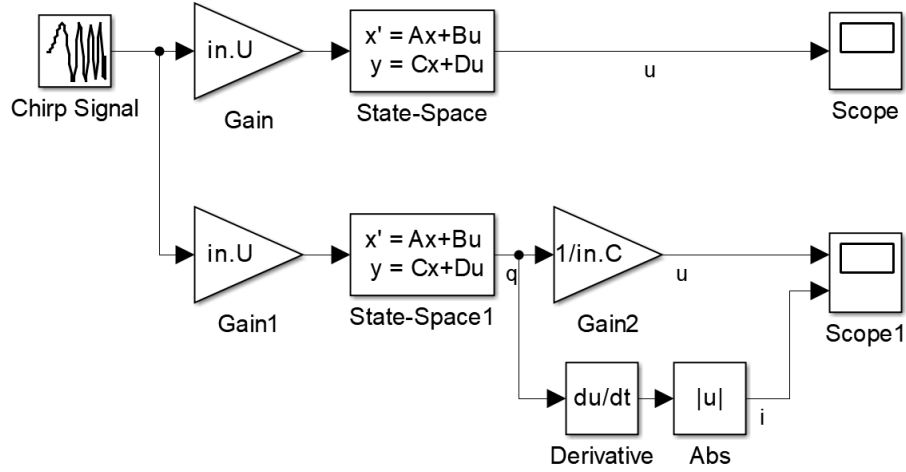 in.U
x' = Ax+Bu
y = Cx+Du
u
Chirp Signal
Gain
State-Space
Scope
in.U
x' = Ax+Bu
y = Cx+Du
q
1/in.C
u
Gain1
State-Space1
Gain2
Scope1
du/dt
|u|
i
Derivative
Abs